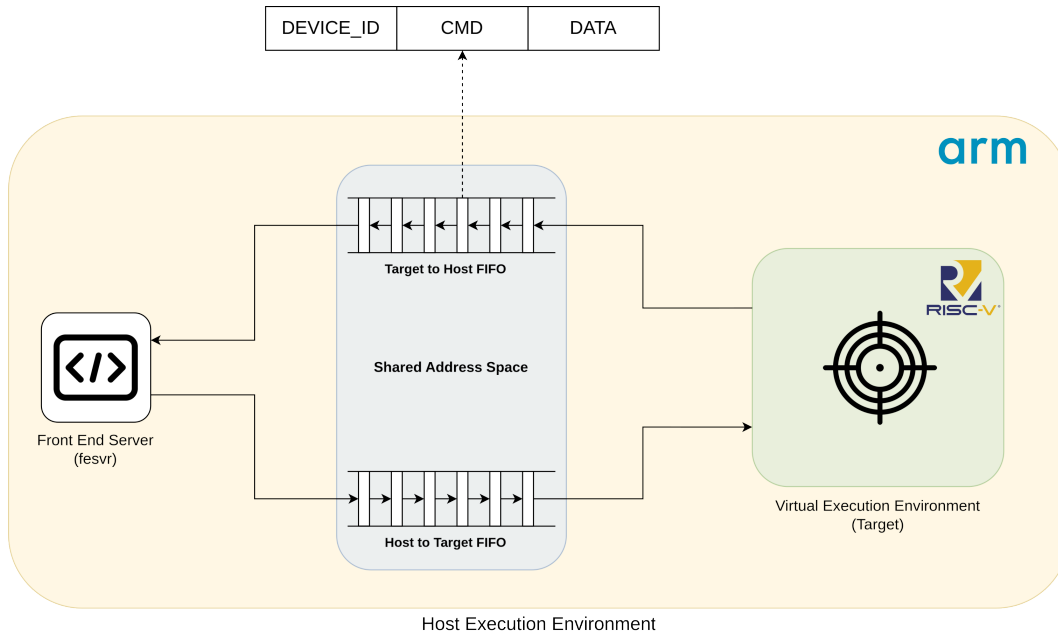 DEVICE_ID CMD DATA
arm
Target to Host FIFO
RISC-V®
Shared Address Space
Front End Server
(fesvr)
Host to Target FIFO
Virtual Execution Environment
(Target)
Host Execution Environment